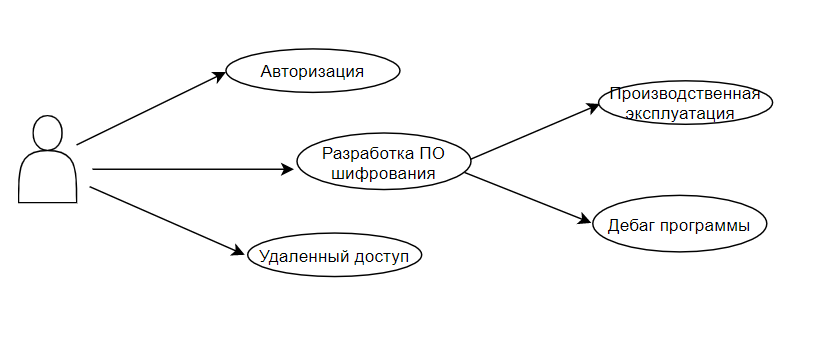 Авторизация
Производственная
эксплуатация
Разработка ПО
шифрования
Дебаг программы
Удаленный доступ